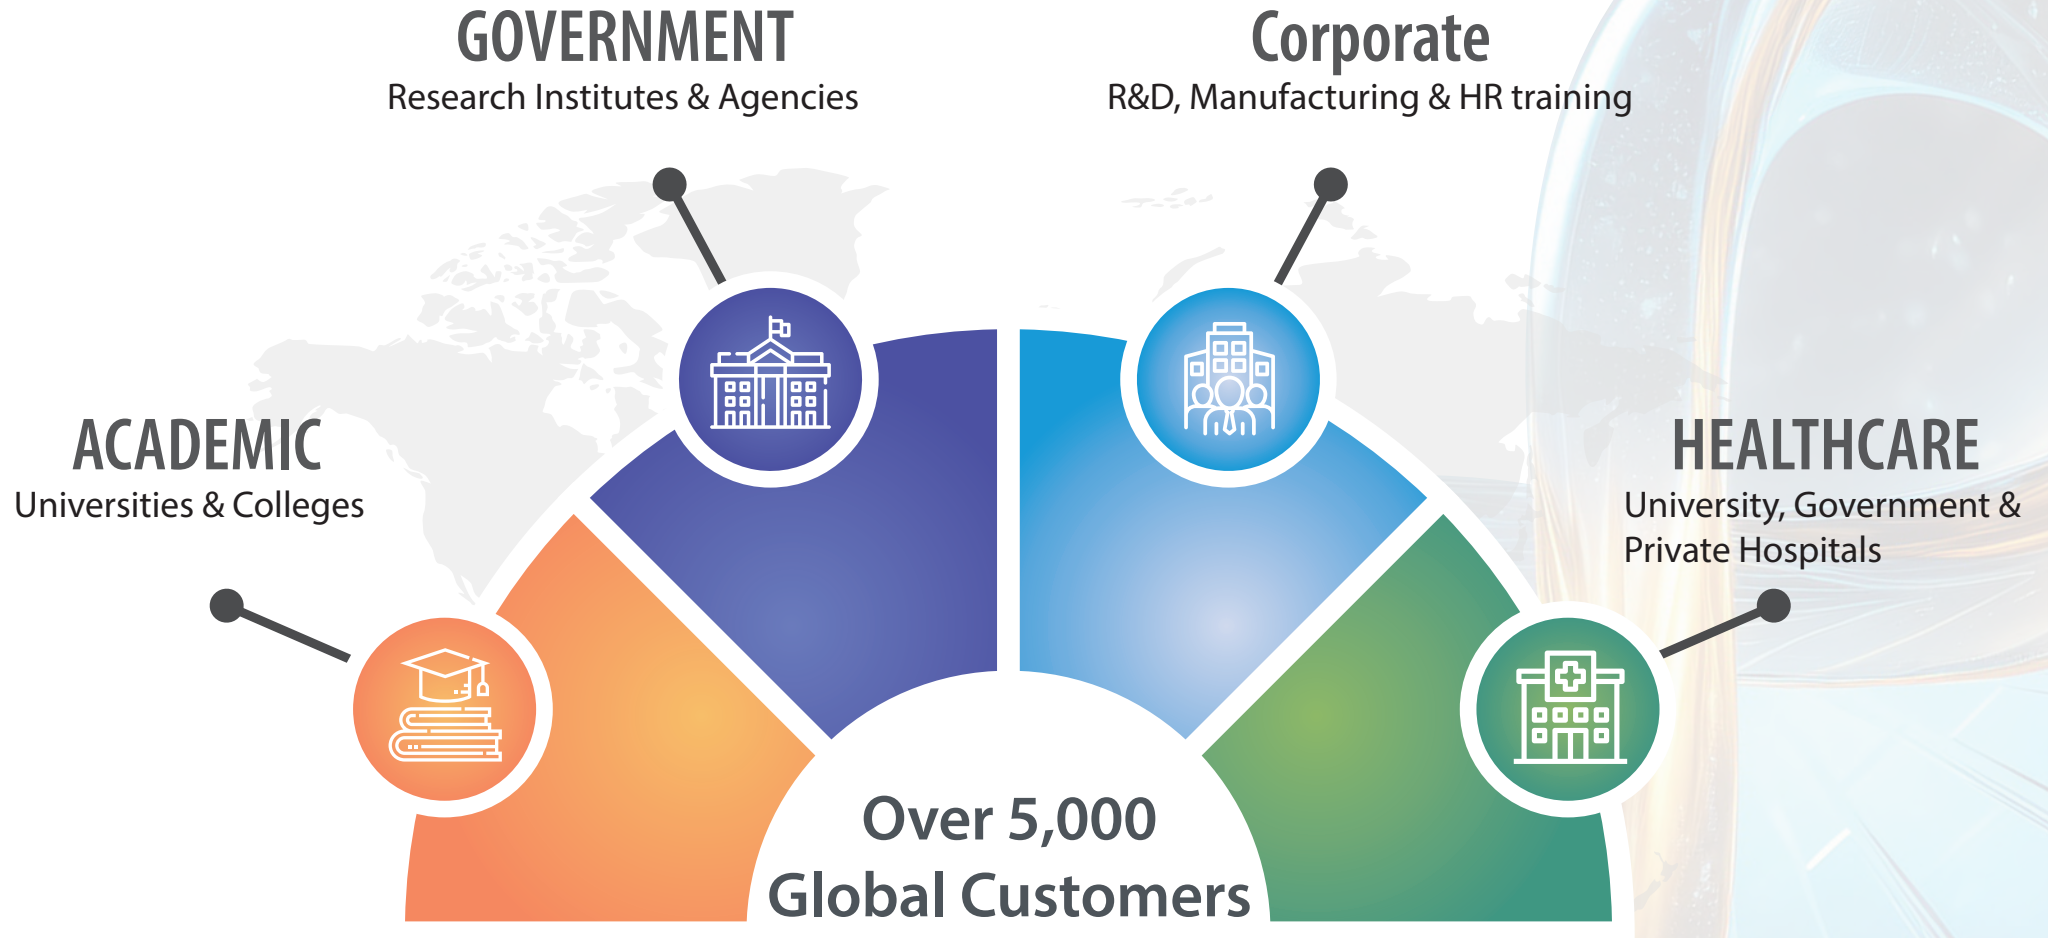 GOVERNMENT
Research Institutes & Agencies
Corporate
R&D, Manufacturing & HR training
ACADEMIC
Universities & Colleges
HEALTHCARE
University, Government &
Private Hospitals
Over 5,000
Global Customers